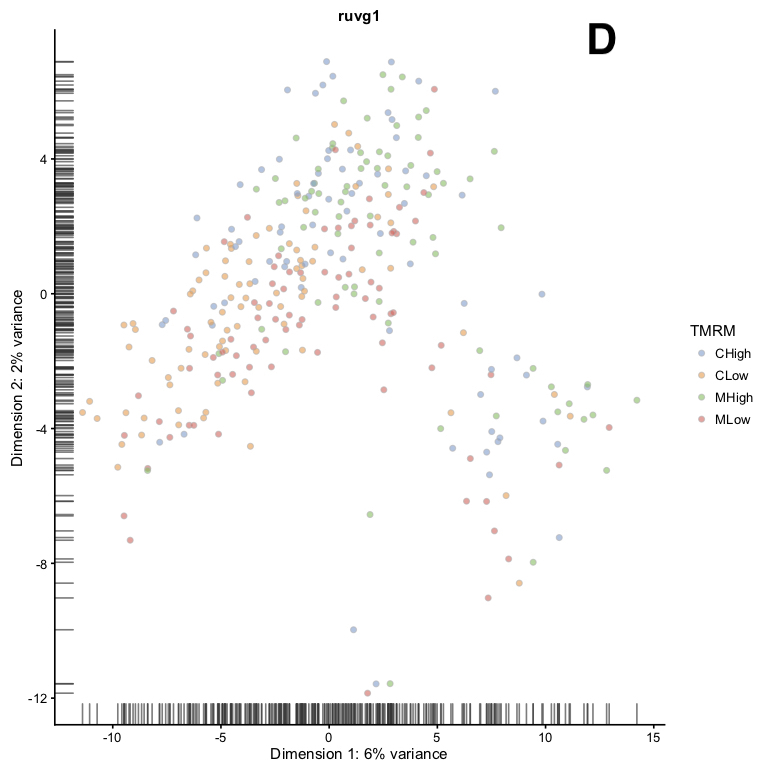 ruvg1
D
4
0
-4
-8
-12
Dimension 2: 2% variance
-10
-5
0
5
10
15
Dimension 1: 6% variance
TMRM
CHigh
CLow
MHigh
MLow